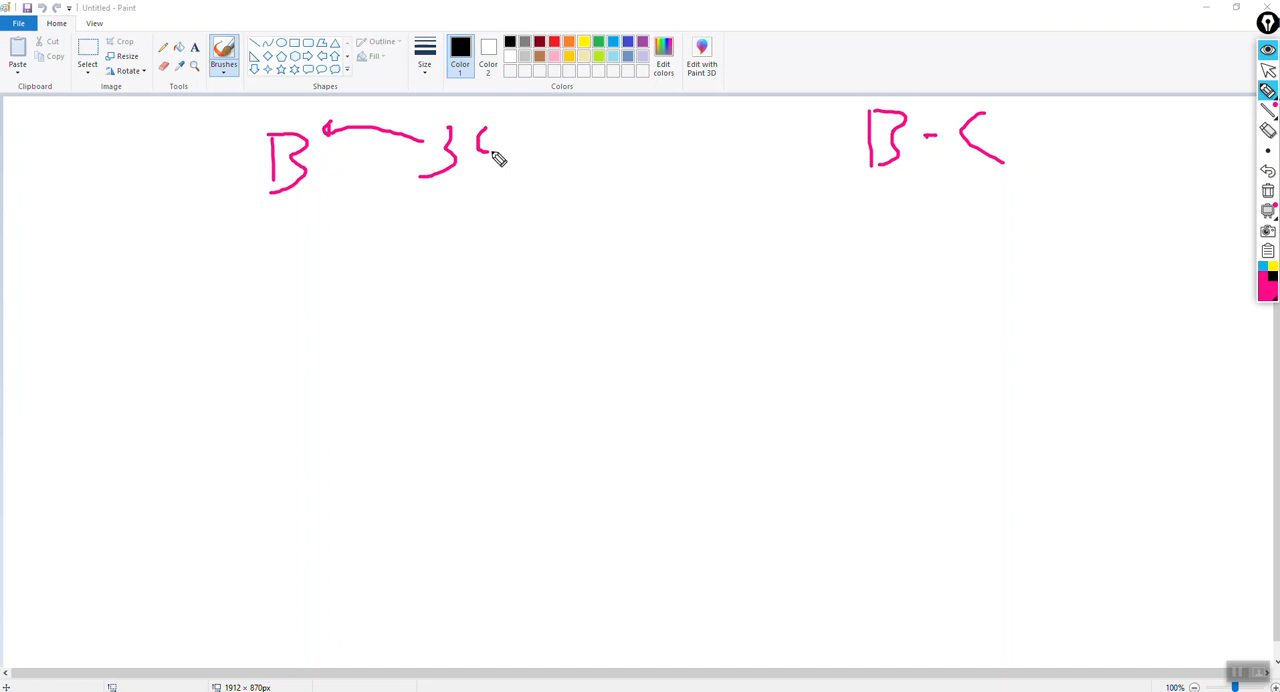 Untitled - Paint
File Home View
Paste
Cut
Copy
Clipboard
Select
Crop
Resize
Rotate
Image
A
Tools
Brushes
Outline
Fill
Shapes
Size
Color 1
Color 2
Edit colors
Colors
Edit with Paint 3D
B 3 B - C
1912 × 870px
100%